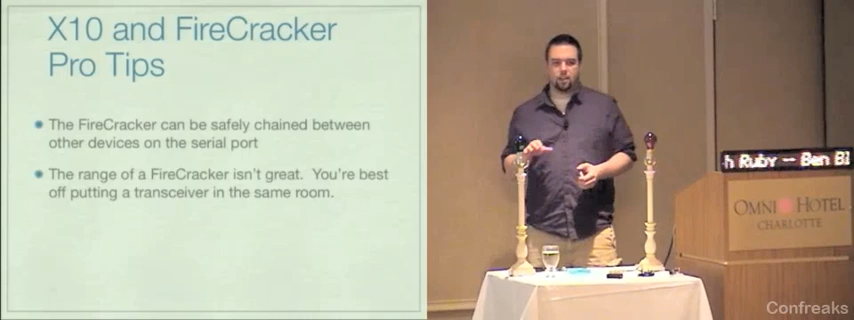 X10 and FireCracker
Pro Tips
The FireCracker can be safely chained between
other devices on the serial port
The range of a FireCracker isn't great. You're best
off putting a transceiver in the same room.
h Ruby -- Ben Bl
OMNI HOTEL
CHARLOTTE
Confreaks